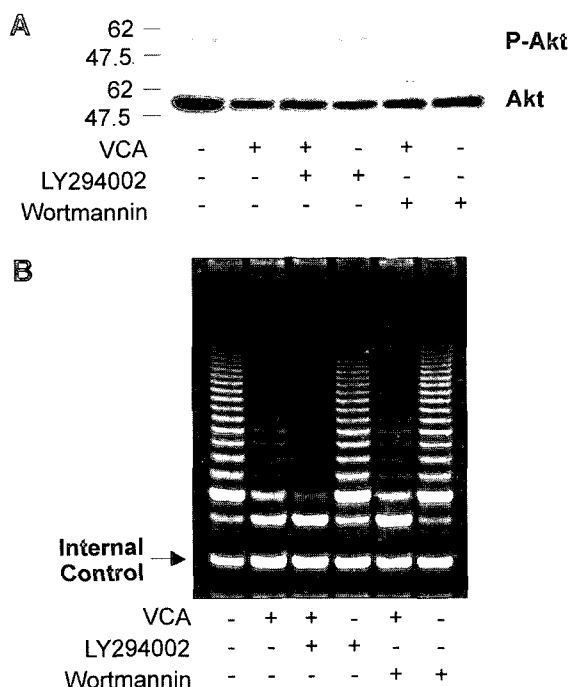 A
62
47.5
P-Akt
62
47.5
Akt
VCA - + + - + -
LY294002 - - + + - -
Wortmannin - - - - + +
B
Internal
Control
VCA - + + - + -
LY294002 - - + + - -
Wortmannin - - - - + +